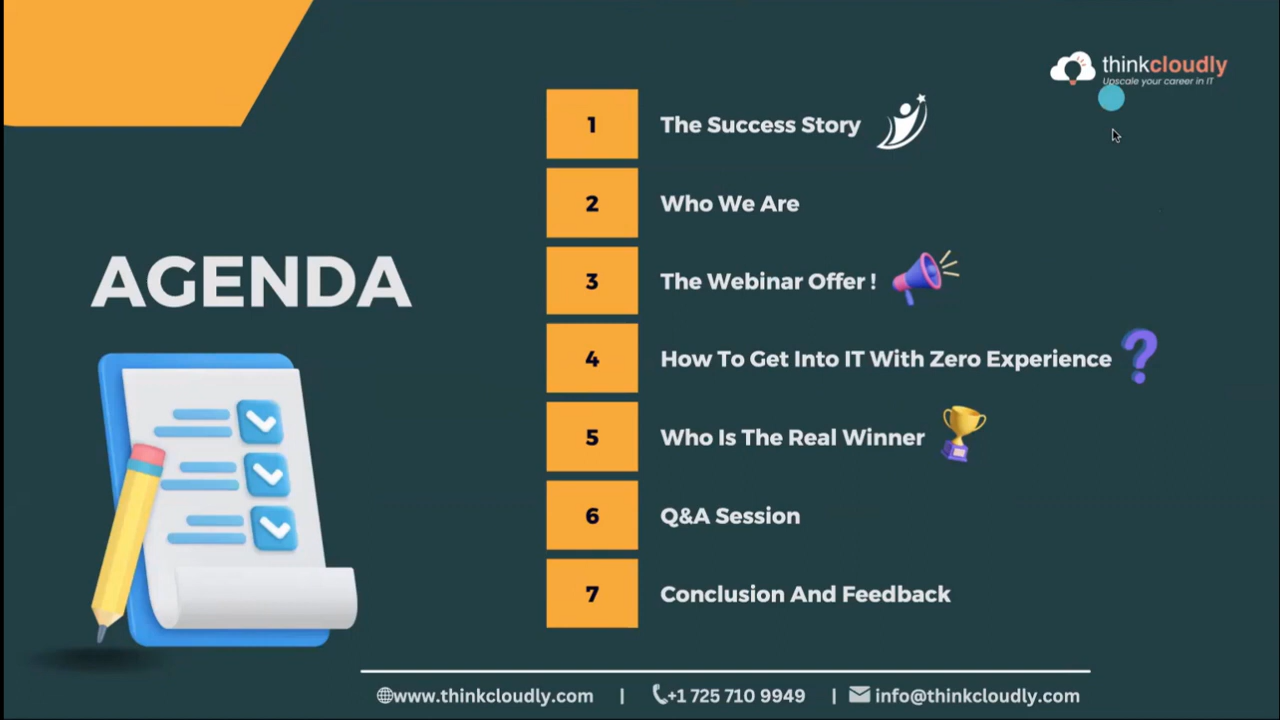 thinkcloudly
Upscale your career in IT
AGENDA
1 The Success Story
2 Who We Are
3 The Webinar Offer !
4 How To Get Into IT With Zero Experience
5 Who Is The Real Winner
6 Q&A Session
7 Conclusion And Feedback
www.thinkcloudly.com | +1 725 710 9949 | info@thinkcloudly.com